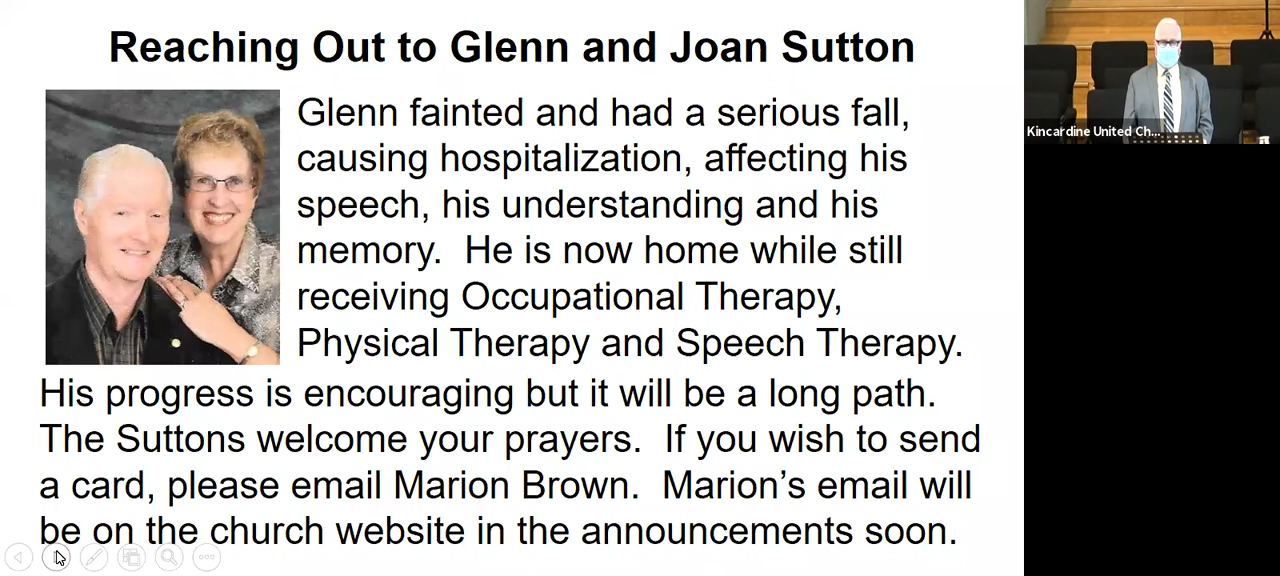 Reaching Out to Glenn and Joan Sutton
Glenn fainted and had a serious fall,
causing hospitalization, affecting his
speech, his understanding and his
memory.  He is now home while still
receiving Occupational Therapy,
Physical Therapy and Speech Therapy.
His progress is encouraging but it will be a long path.
The Suttons welcome your prayers.  If you wish to send
a card, please email Marion Brown.  Marion’s email will
be on the church website in the announcements soon.
Kincardine United Ch...